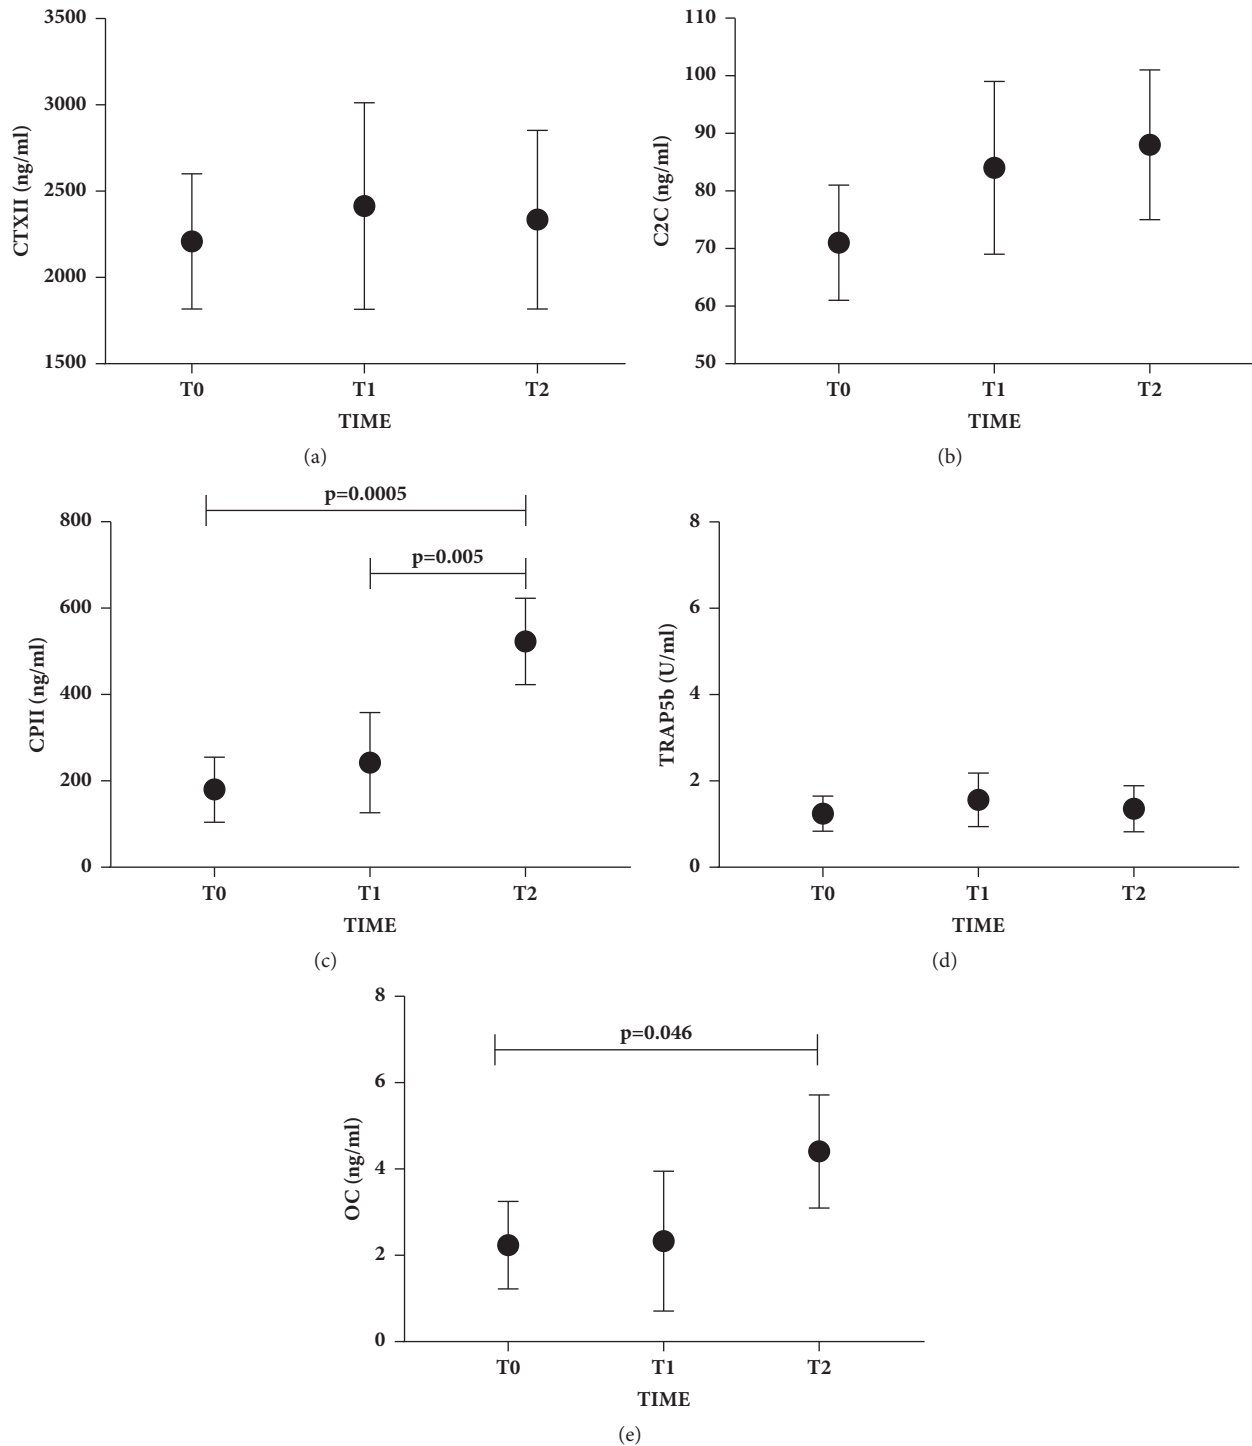 3500
3000
2500
2000
1500
CTXII (ng/ml)
T0 T1 T2
TIME
(a)
110
100
90
80
70
60
50
C2C (ng/ml)
T0 T1 T2
TIME
(b)
p=0.0005
p=0.005
800
600
400
200
0
CPII (ng/ml)
T0 T1 T2
TIME
(c)
8
6
4
2
0
TRAP5b (U/ml)
T0 T1 T2
TIME
(d)
p=0.046
8
6
4
2
0
OC (ng/ml)
T0 T1 T2
TIME
(e)